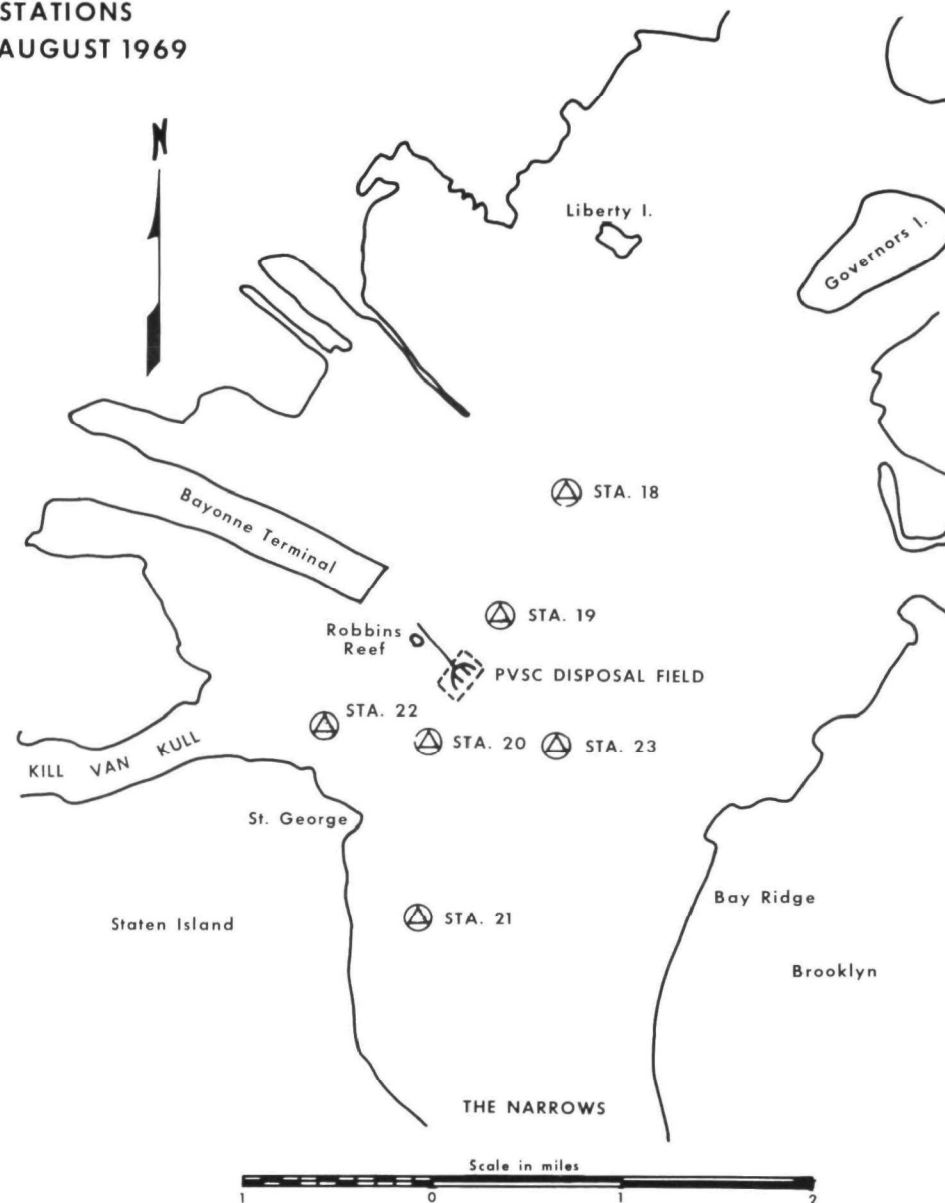 STATIONS
AUGUST 1969
N
Liberty I.
Governors I.
STA. 18
Bayonne Terminal
STA. 19
Robbins
Reef
PVSC DISPOSAL FIELD
STA. 22
STA. 20
STA. 23
KILL VAN KULL
St. George
Bay Ridge
STA. 21
Staten Island
Brooklyn
THE NARROWS
Scale in miles
1 0 1 2